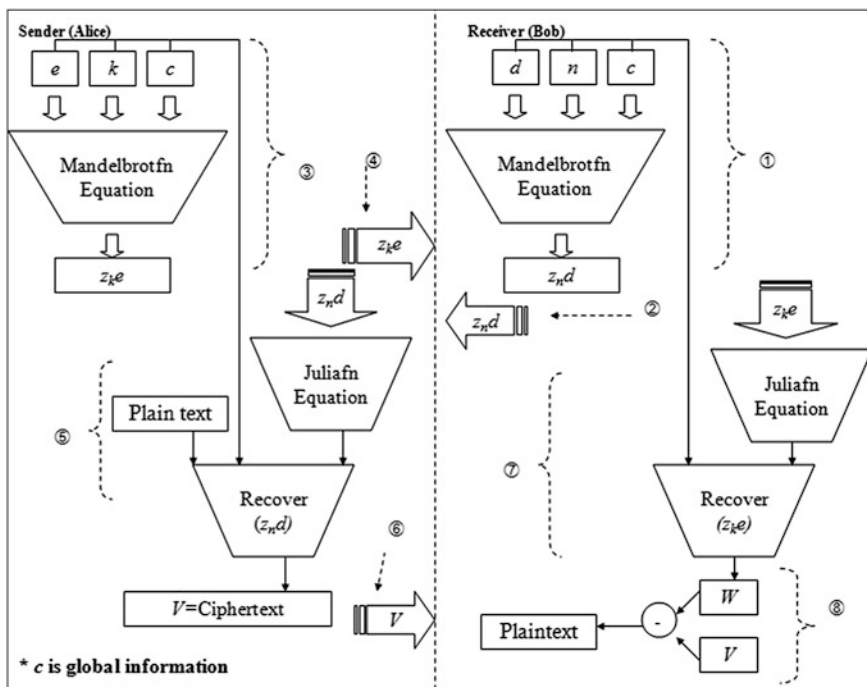 Sender (Alice)
e k c
Mandelbrotfn
Equation
zₖe
③
④
zₖe
zₙd
Juliafn
Equation
Plain text
⑤
Recover
(zₙd)
⑥
V=Ciphertext
V
* c is global information
Receiver (Bob)
d n c
Mandelbrotfn
Equation
zₙd
①
zₙd
②
zₖe
Juliafn
Equation
⑦
Recover
(zₖe)
W
⑧
-
Plaintext
V